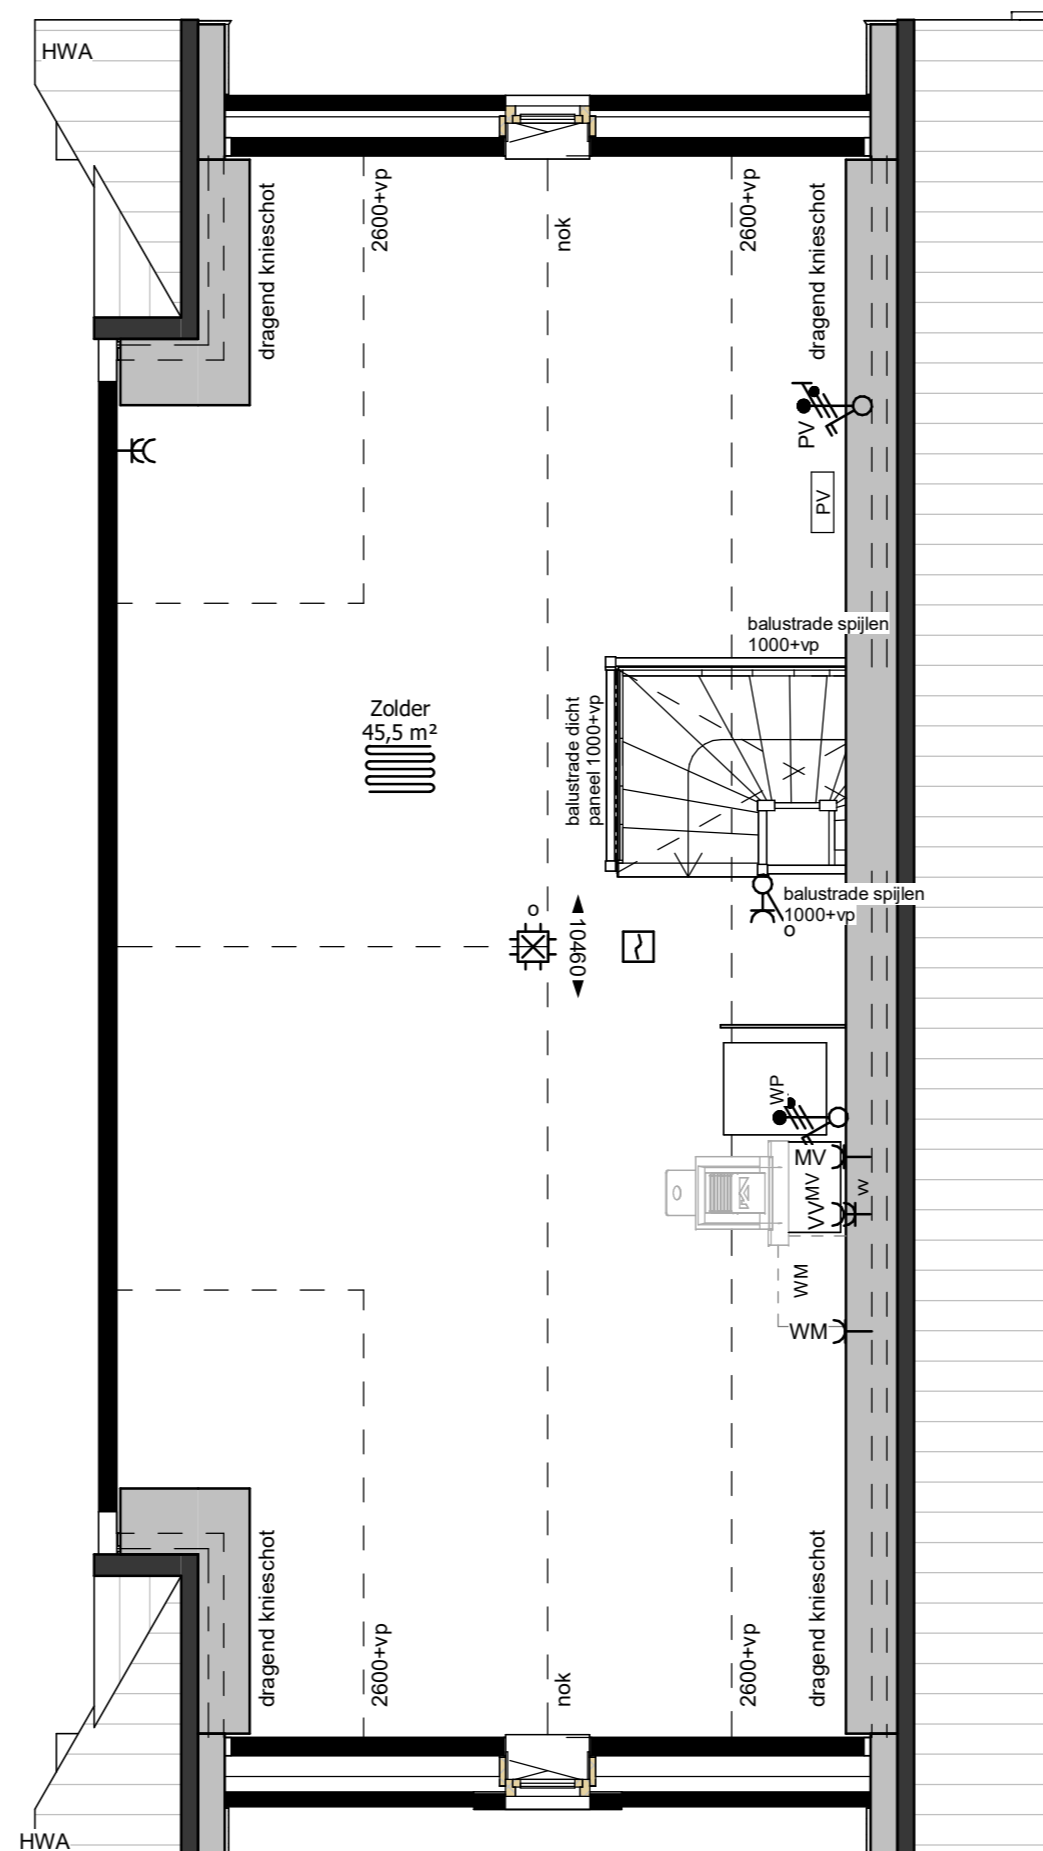 HWA
dragend knieschot
2600+vp
nok
2600+vp
dragend knieschot
PV
PV
balustrade spijlen
1000+vp
Zolder
45,5 m²
balustrade dicht
paneel 1000+vp
balustrade spijlen
1000+vp
o
o
10460
WP
MV
MV
VV
vv
WM
WM
dragend knieschot
2600+vp
nok
2600+vp
dragend knieschot
HWA